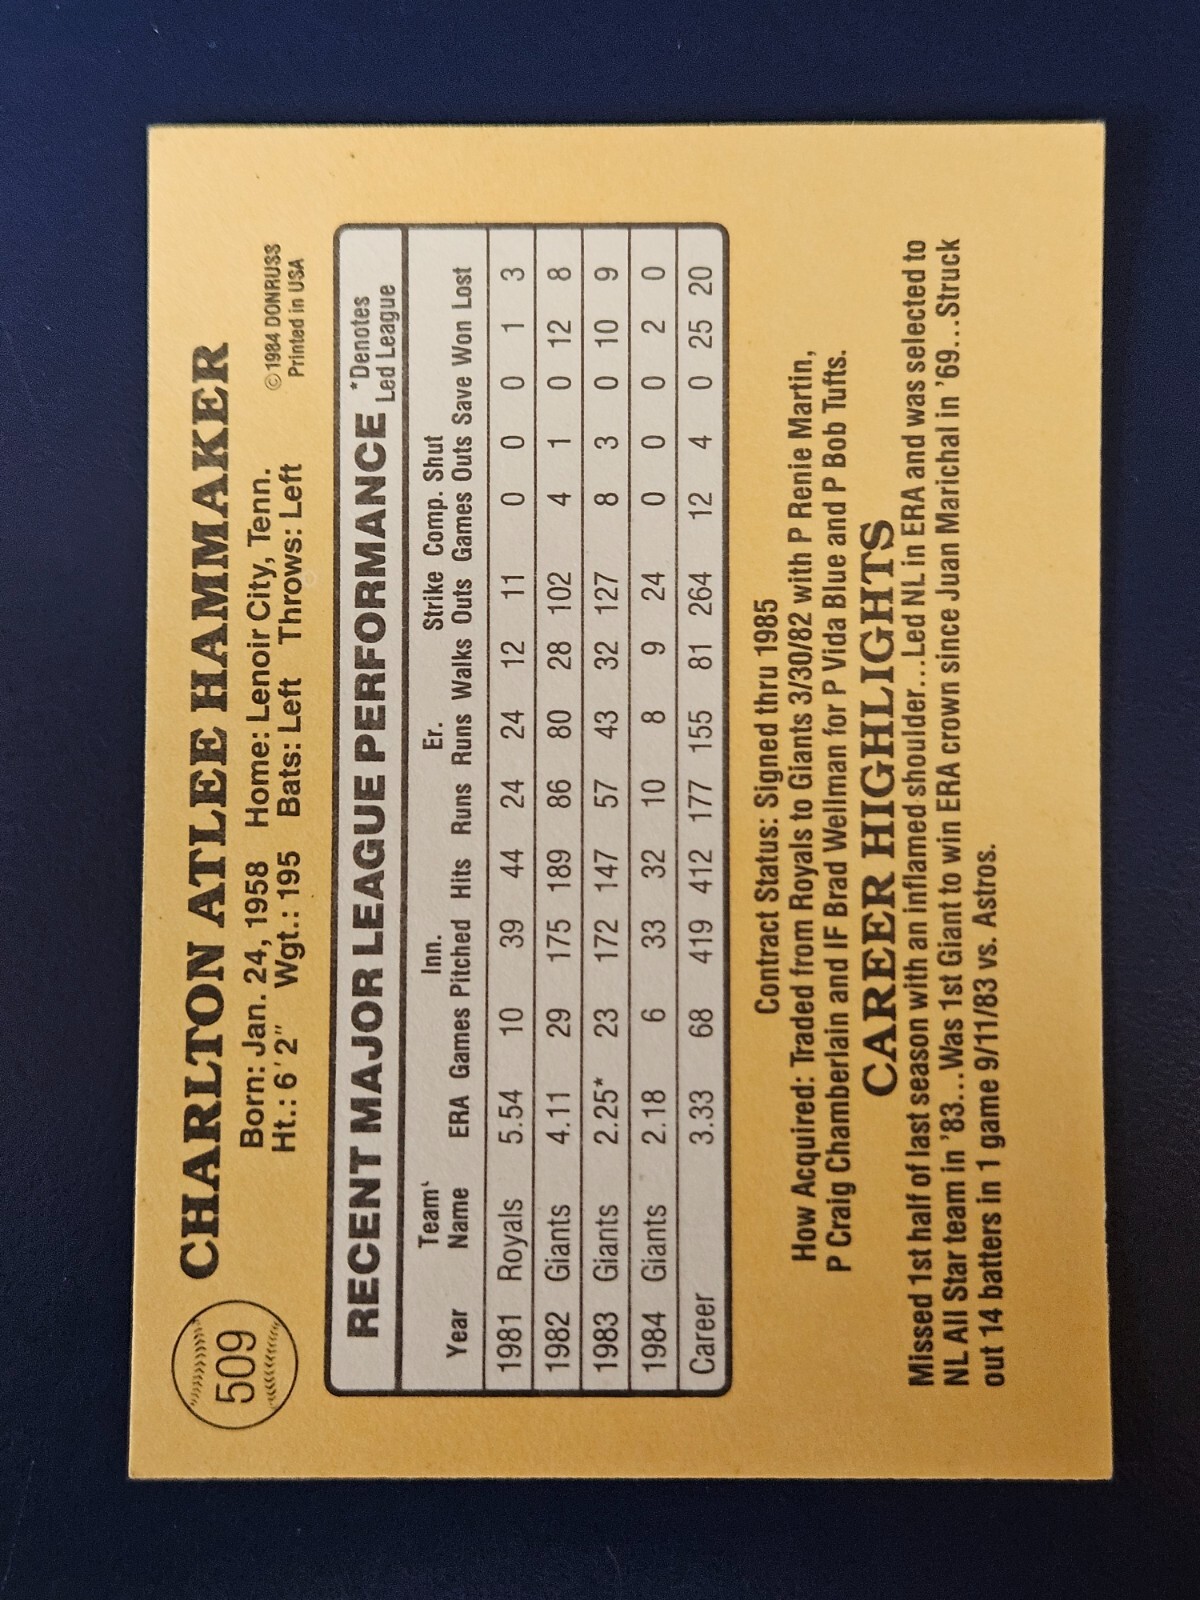 509
CHARLTON ATLEE HAMMAKER
Born: Jan. 24, 1958 Home: Lenoir City, Tenn. ©1984 DONRUSS
Ht.: 6'2" Wgt.: 195 Bats: Left Throws: Left Printed in USA
RECENT MAJOR LEAGUE PERFORMANCE *Denotes Led League
Team Inn. Er. Strike Comp. Shut
Year Name ERA Games Pitched Hits Runs Runs Walks Outs Games Outs Save Won Lost
1981 Royals 5.54 10 39 44 24 24 12 11 0 0 0 1 3
1982 Giants 4.11 29 175 189 86 80 28 102 4 1 0 12 8
1983 Giants 2.25* 23 172 147 57 43 32 127 8 3 0 10 9
1984 Giants 2.18 6 33 32 10 8 9 24 0 0 0 2 0
Career 3.33 68 419 412 177 155 81 264 12 4 0 25 20
Contract Status: Signed thru 1985
How Acquired: Traded from Royals to Giants 3/30/82 with P Renie Martin,
P Craig Chamberlain and IF Brad Wellman for P Vida Blue and P Bob Tufts.
CAREER HIGHLIGHTS
Missed 1st half of last season with an inflamed shoulder...Led NL in ERA and was selected to
NL All Star team in '83...Was 1st Giant to win ERA crown since Juan Marichal in '69...Struck
out 14 batters in 1 game 9/11/83 vs. Astros.